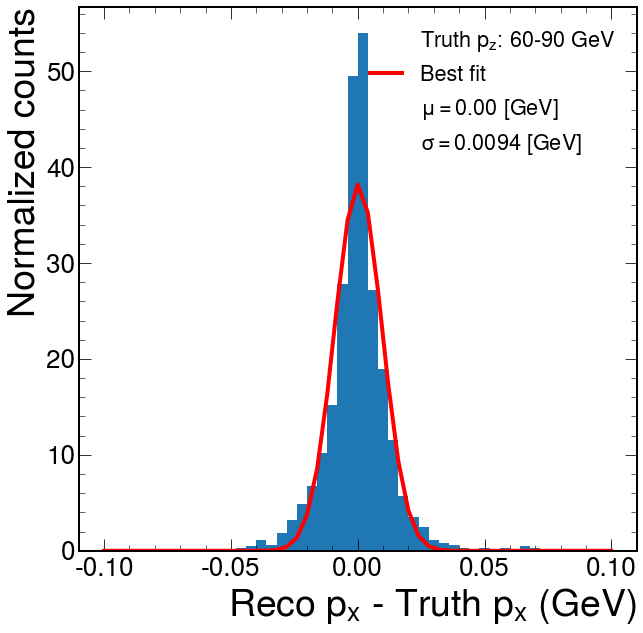 Truth p_z: 60-90 GeV
Best fit
μ = 0.00 [GeV]
σ = 0.0094 [GeV]
Normalized counts
50
40
30
20
10
0
-0.10 -0.05 0.00 0.05 0.10
Reco p_x - Truth p_x (GeV)